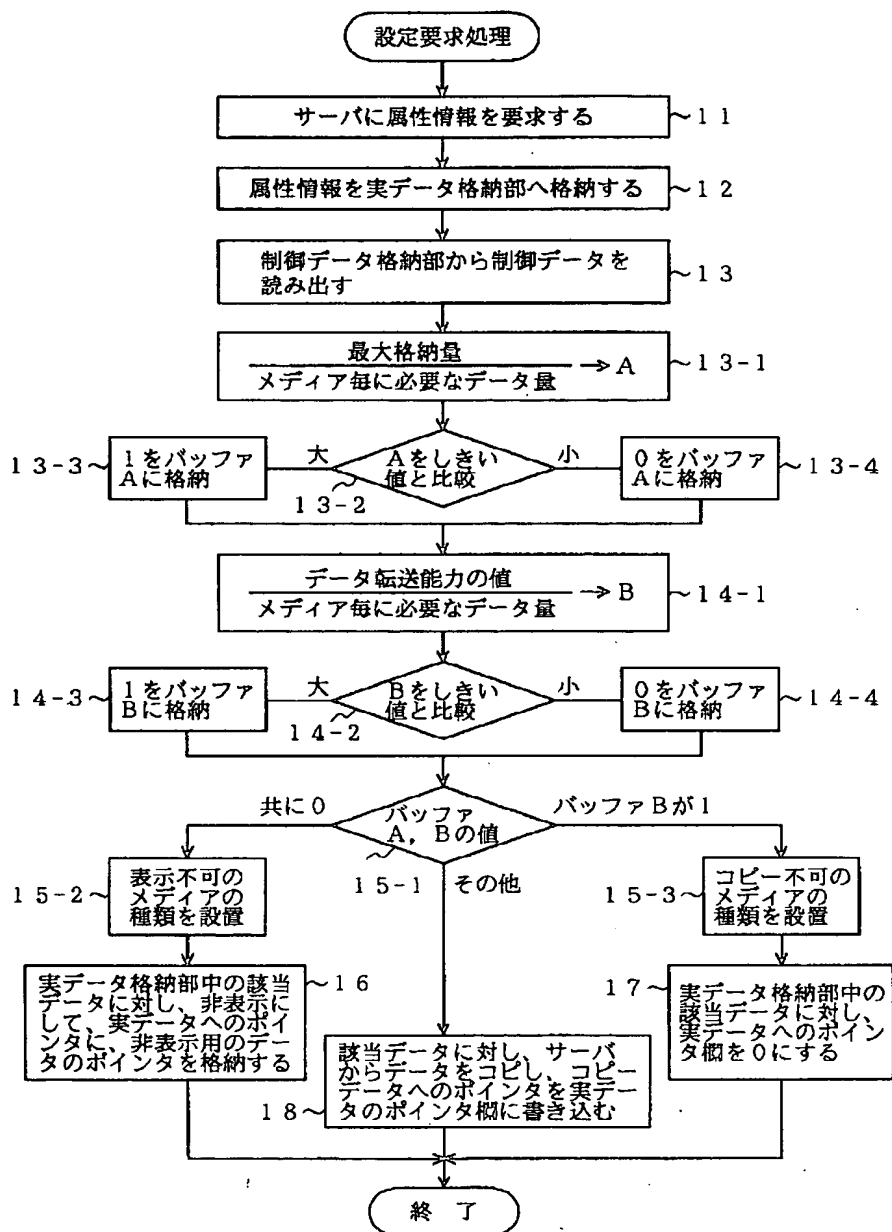 設定要求処理
サーバに属性情報を要求する
～11
属性情報を実データ格納部へ格納する
～12
制御データ格納部から制御データを
読み出す
～13
最大格納量
メディア毎に必要なデータ量
→A
～13-1
13-3～
1をバッファ
Aに格納
大
Aをしきい
値と比較
13-2
小
0をバッファ
Aに格納
～13-4
データ転送能力の値
メディア毎に必要なデータ量
→B
～14-1
14-3～
1をバッファ
Bに格納
大
Bをしきい
値と比較
14-2
小
0をバッファ
Bに格納
～14-4
共に0
バッファ
A，Bの値
バッファBが1
15-1
その他
15-2～
表示不可の
メディアの
種類を設置
15-3～
コピー不可の
メディアの
種類を設置
実データ格納部中の該当
データに対し、非表示に
して、実データへのポイ
ンタに、非表示用のデー
タのポインタを格納する
16
該当データに対し、サーバ
からデータをコピし、コピー
データへのポインタを実デー
タのポインタ欄に書き込む
18～
17～
実データ格納部中の
該当データに対し、
実データへのポイン
タ欄を0にする
終了